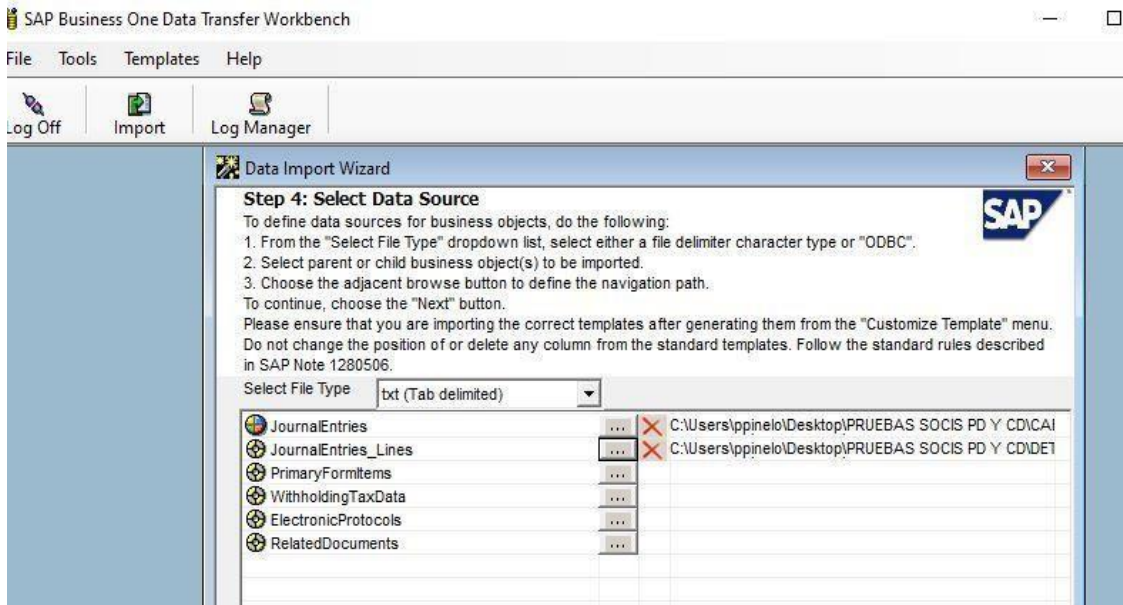 SAP Business One Data Transfer Workbench
File Tools Templates Help
Log Off Import Log Manager
Data Import Wizard
Step 4: Select Data Source
SAP
To define data sources for business objects, do the following:
1. From the "Select File Type" dropdown list, select either a file delimiter character type or "ODBC".
2. Select parent or child business object(s) to be imported.
3. Choose the adjacent browse button to define the navigation path.
To continue, choose the "Next" button.
Please ensure that you are importing the correct templates after generating them from the "Customize Template" menu.
Do not change the position of or delete any column from the standard templates. Follow the standard rules described
in SAP Note 1280506.
Select File Type txt (Tab delimited)
JournalEntries ... C:\Users\ppinelo\Desktop\PRUEBAS SOCIS PD Y CD\CAI
JournalEntries_Lines ... C:\Users\ppinelo\Desktop\PRUEBAS SOCIS PD Y CD\DET
PrimaryFormItems ...
WithholdingTaxData ...
ElectronicProtocols ...
RelatedDocuments ...